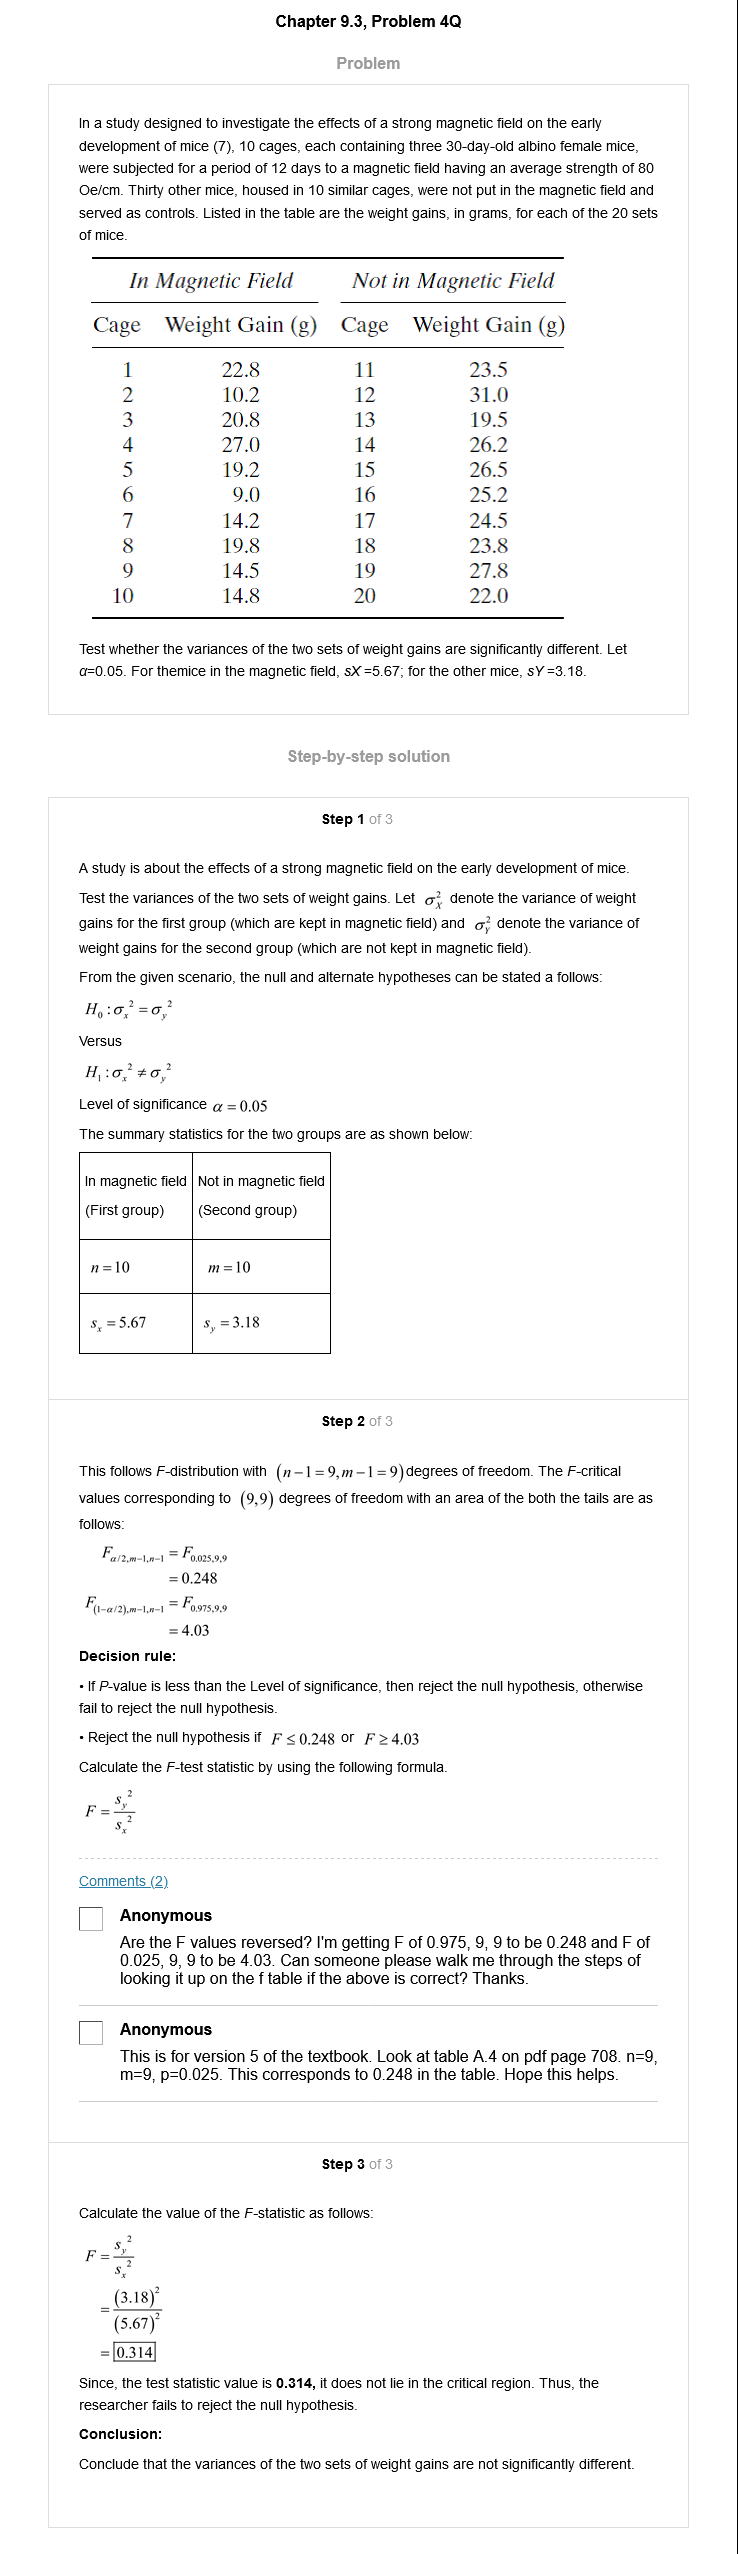 Chapter 9.3, Problem 4Q
Problem
In a study designed to investigate the effects of a strong magnetic field on the early
development of mice (7), 10 cages, each containing three 30-day-old albino female mice,
were subjected for a period of 12 days to a magnetic field having an average strength of 80
Oe/cm. Thirty other mice, housed in 10 similar cages, were not put in the magnetic field and
served as controls. Listed in the table are the weight gains, in grams, for each of the 20 sets
of mice.
In Magnetic Field Not in Magnetic Field
Cage Weight Gain (g) Cage Weight Gain (g)
1 22.8 11 23.5
2 10.2 12 31.0
3 20.8 13 19.5
4 27.0 14 26.2
5 19.2 15 26.5
6 9.0 16 25.2
7 14.2 17 24.5
8 19.8 18 23.8
9 14.5 19 27.8
10 14.8 20 22.0
Test whether the variances of the two sets of weight gains are significantly different. Let
α=0.05. For themice in the magnetic field, sX =5.67; for the other mice, sY =3.18.
Step-by-step solution
Step 1 of 3
A study is about the effects of a strong magnetic field on the early development of mice.
Test the variances of the two sets of weight gains. Let σ_X^2 denote the variance of weight
gains for the first group (which are kept in magnetic field) and σ_Y^2 denote the variance of
weight gains for the second group (which are not kept in magnetic field).
From the given scenario, the null and alternate hypotheses can be stated a follows:
H_0 : σ_x^2 = σ_y^2
Versus
H_1 : σ_x^2 ≠ σ_y^2
Level of significance α = 0.05
The summary statistics for the two groups are as shown below:
In magnetic field Not in magnetic field
(First group) (Second group)
n = 10 m = 10
s_x = 5.67 s_y = 3.18
Step 2 of 3
This follows F-distribution with (n−1=9, m−1=9) degrees of freedom. The F-critical
values corresponding to (9,9) degrees of freedom with an area of the both the tails are as
follows:
F_{α/2,m−1,n−1} = F_{0.025,9,9}
= 0.248
F_{(1−α/2),m−1,n−1} = F_{0.975,9,9}
= 4.03
Decision rule:
• If P-value is less than the Level of significance, then reject the null hypothesis, otherwise
fail to reject the null hypothesis.
• Reject the null hypothesis if F ≤ 0.248 or F ≥ 4.03
Calculate the F-test statistic by using the following formula.
F = s_y^2 / s_x^2
Comments (2)
Anonymous
Are the F values reversed? I'm getting F of 0.975, 9, 9 to be 0.248 and F of
0.025, 9, 9 to be 4.03. Can someone please walk me through the steps of
looking it up on the f table if the above is correct? Thanks.
Anonymous
This is for version 5 of the textbook. Look at table A.4 on pdf page 708. n=9,
m=9, p=0.025. This corresponds to 0.248 in the table. Hope this helps.
Step 3 of 3
Calculate the value of the F-statistic as follows:
F = s_y^2 / s_x^2
= (3.18)^2 / (5.67)^2
= 0.314
Since, the test statistic value is 0.314, it does not lie in the critical region. Thus, the
researcher fails to reject the null hypothesis.
Conclusion:
Conclude that the variances of the two sets of weight gains are not significantly different.